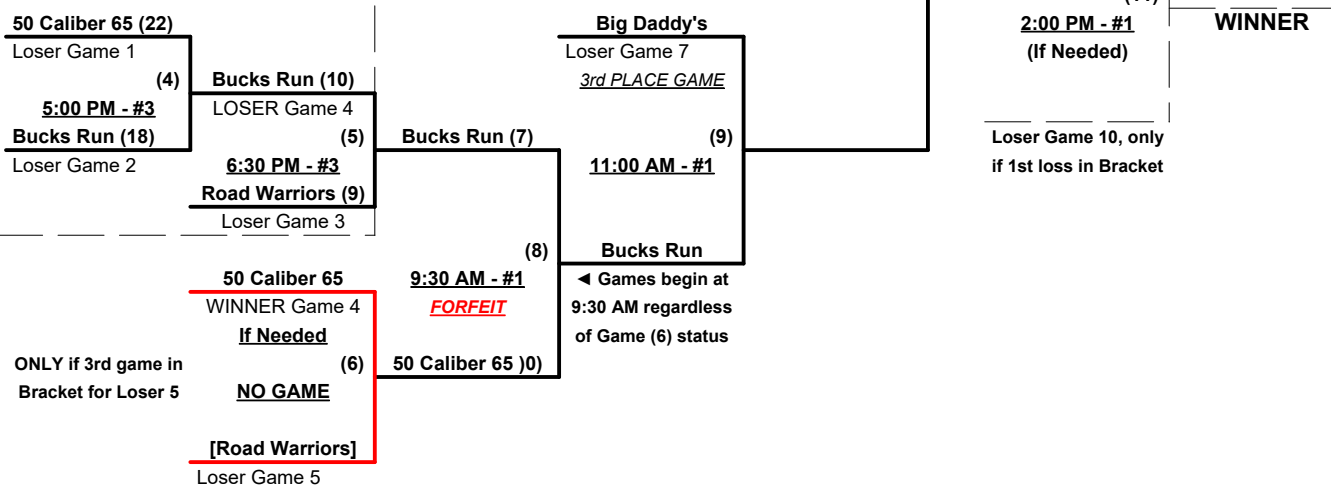 50 Caliber 65 (22)
Loser Game 1
(4)
5:00 PM - #3
Bucks Run (18)
Loser Game 2
Bucks Run (10)
LOSER Game 4
(5)
6:30 PM - #3
Road Warriors (9)
Loser Game 3
Bucks Run (7)
(8)
9:30 AM - #1
FORFEIT
50 Caliber 65 )0)
50 Caliber 65
WINNER Game 4
If Needed
(6)
NO GAME
[Road Warriors]
Loser Game 5
ONLY if 3rd game in
Bracket for Loser 5
Big Daddy's
Loser Game 7
3rd PLACE GAME
(9)
11:00 AM - #1
Bucks Run
◄ Games begin at
9:30 AM regardless
of Game (6) status
2:00 PM - #1
(If Needed)
WINNER
Loser Game 10, only
if 1st loss in Bracket